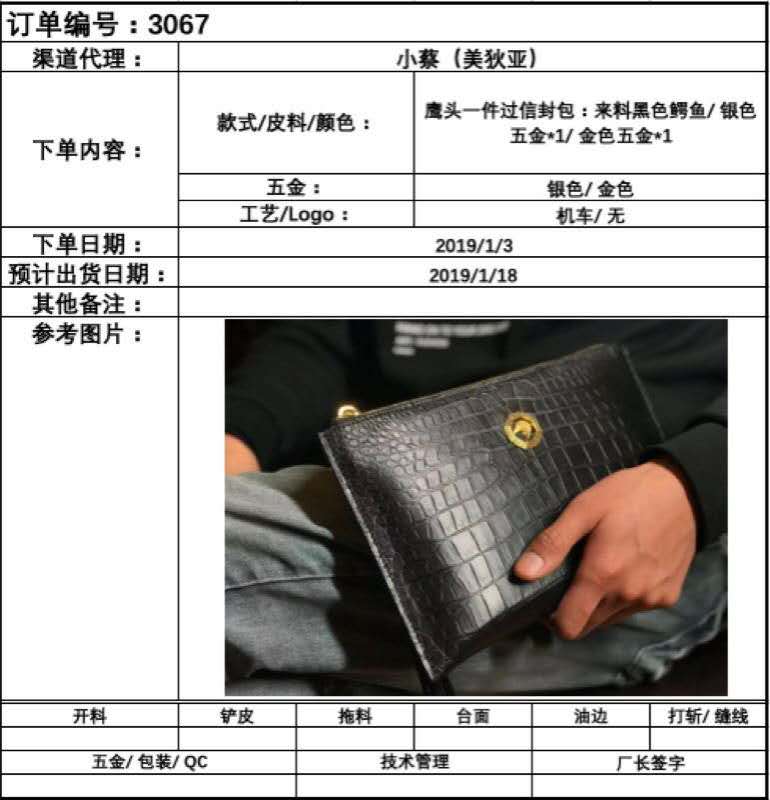 订单编号：3067
渠道代理： 小蔡（美狄亚）
下单内容： 款式/皮料/颜色： 鹰头一件过信封包：来料黑色鳄鱼/ 银色
五金*1/ 金色五金*1
五金： 银色/ 金色
工艺/Logo： 机车/ 无
下单日期： 2019/1/3
预计出货日期： 2019/1/18
其他备注：
参考图片：
开料 铲皮 拖料 台面 油边 打斩/ 缝线
五金/ 包装/ QC 技术管理 厂长签字